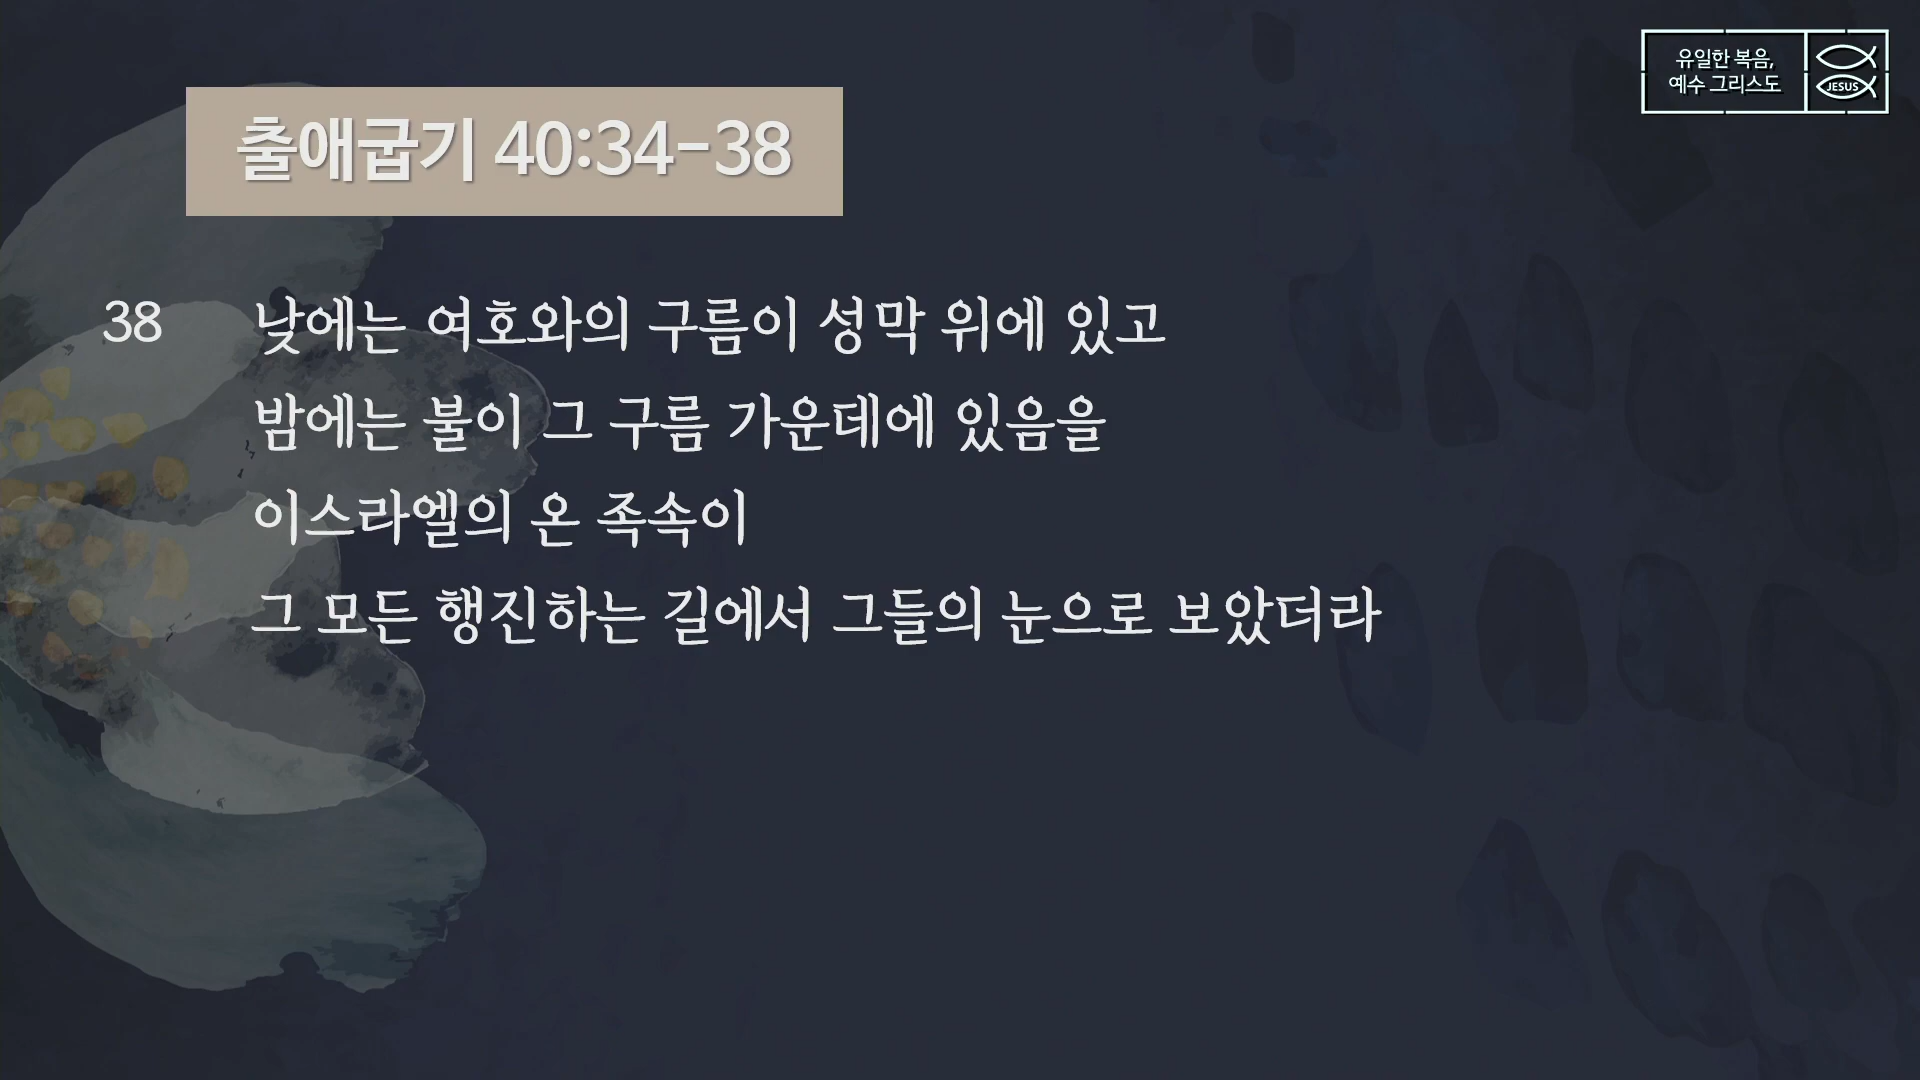 유일한 복음,
예수 그리스도
JESUS
출애굽기 40:34-38
38 낮에는 여호와의 구름이 성막 위에 있고
밤에는 불이 그 구름 가운데에 있음을
이스라엘의 온 족속이
그 모든 행진하는 길에서 그들의 눈으로 보았더라